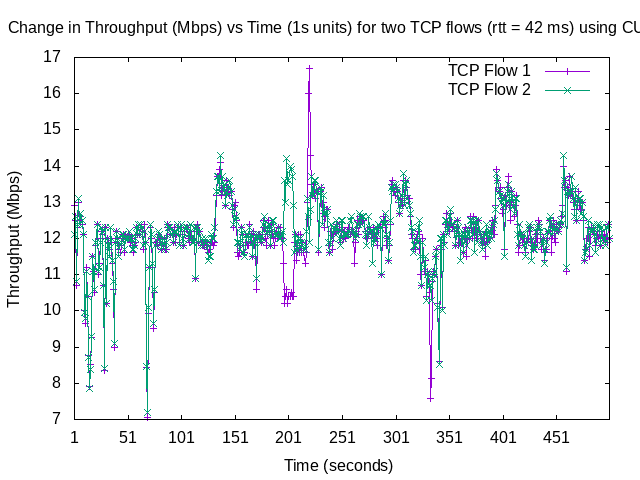 Change in Throughput (Mbps) vs Time (1s units) for two TCP flows (rtt = 42 ms) using CU
17
16
15
14
13
12
11
10
9
8
7
Throughput (Mbps)
TCP Flow 1
TCP Flow 2
1 51 101 151 201 251 301 351 401 451
Time (seconds)